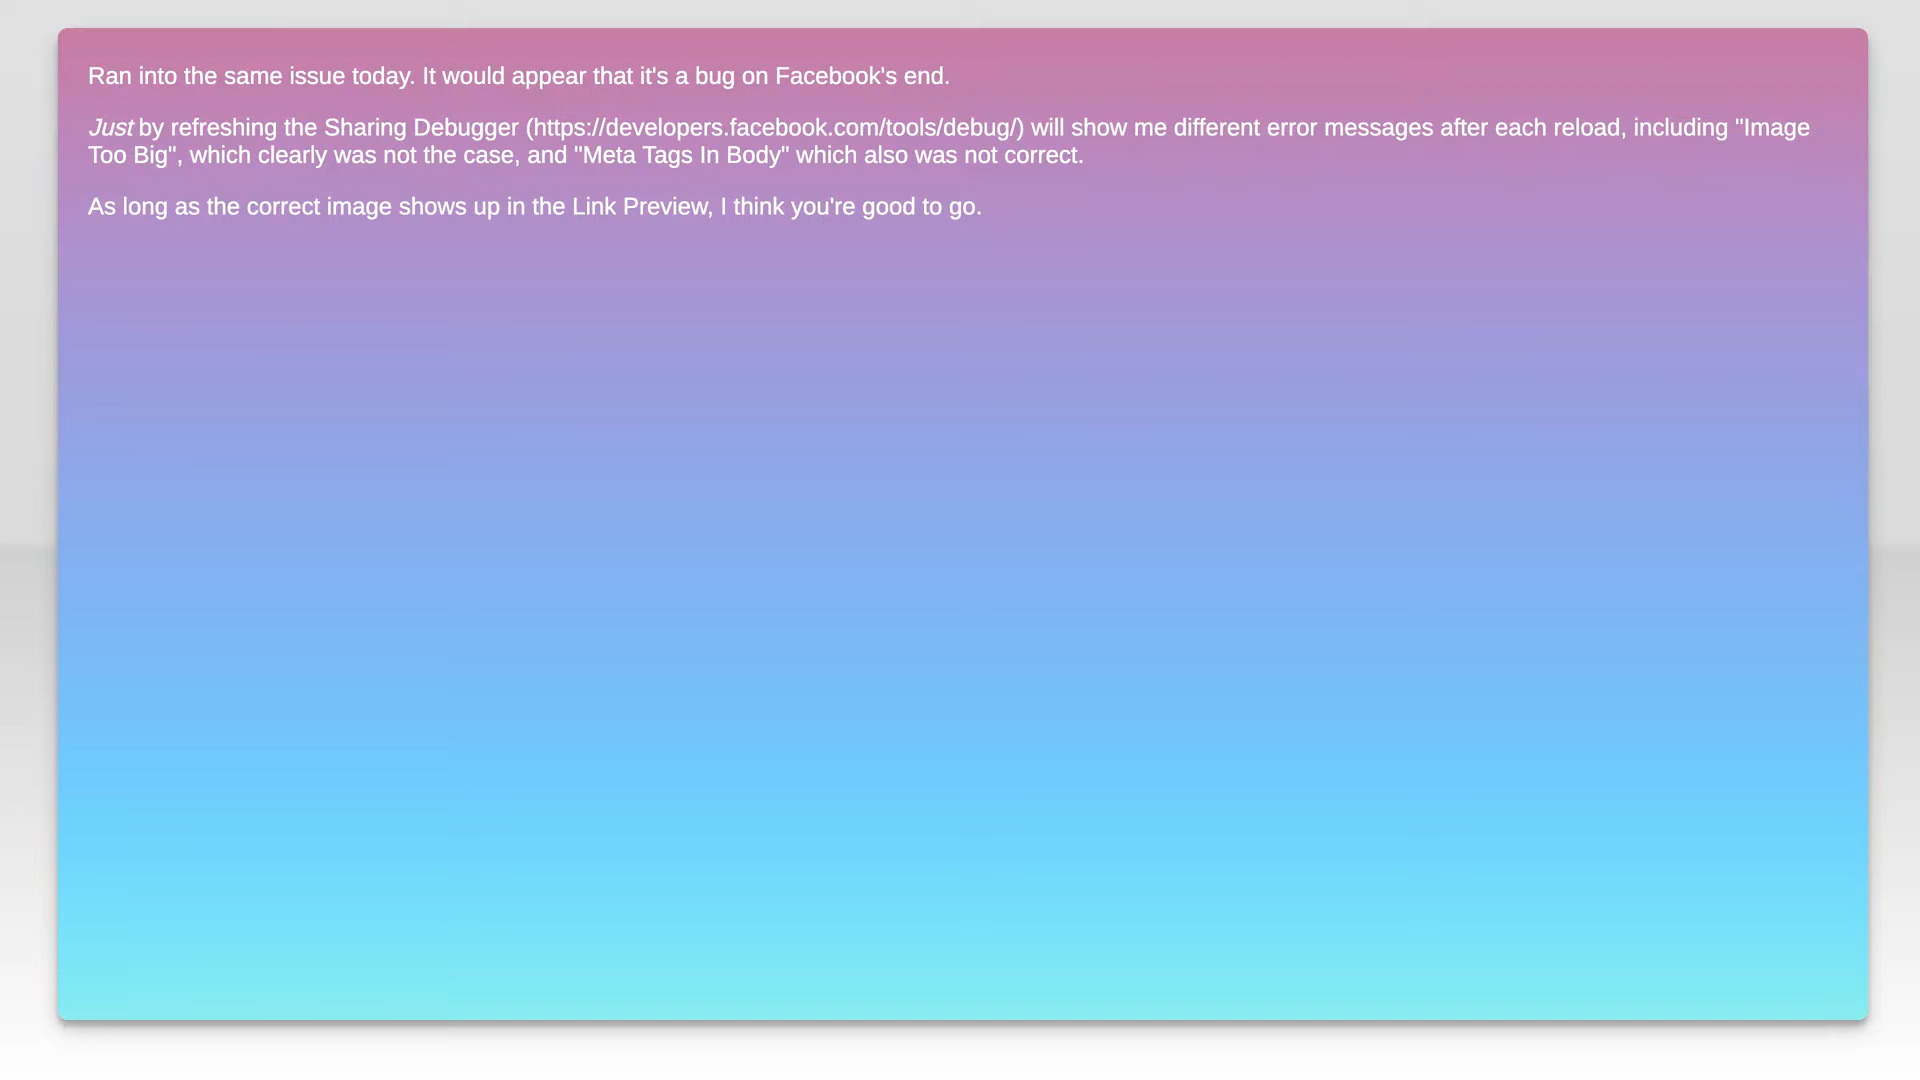 Ran into the same issue today. It would appear that it's a bug on Facebook's end.
Just by refreshing the Sharing Debugger (https://developers.facebook.com/tools/debug/) will show me different error messages after each reload, including "Image
Too Big", which clearly was not the case, and "Meta Tags In Body" which also was not correct.
As long as the correct image shows up in the Link Preview, I think you're good to go.